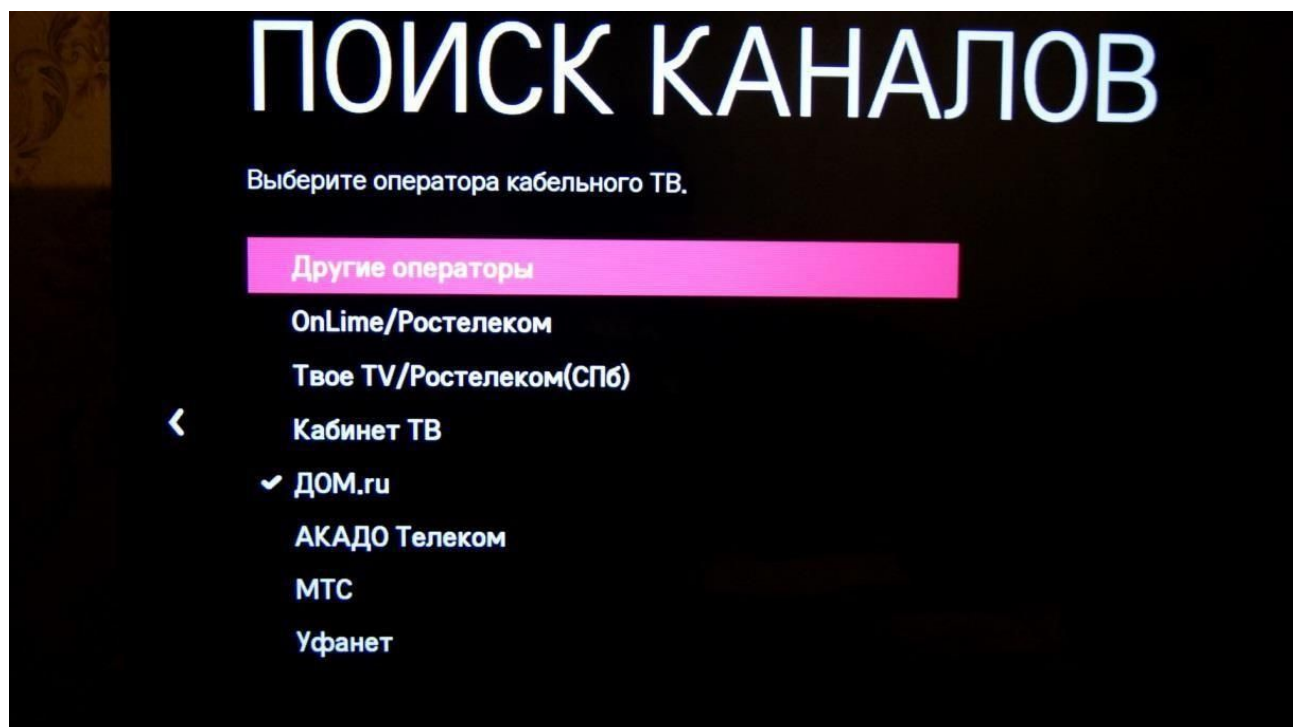 ПОИСК КАНАЛОВ
Выберите оператора кабельного ТВ.
Другие операторы
OnLime/Ростелеком
Твое TV/Ростелеком(СПб)
Кабинет ТВ
ДОМ.ru
АКАДО Телеком
МТС
Уфанет